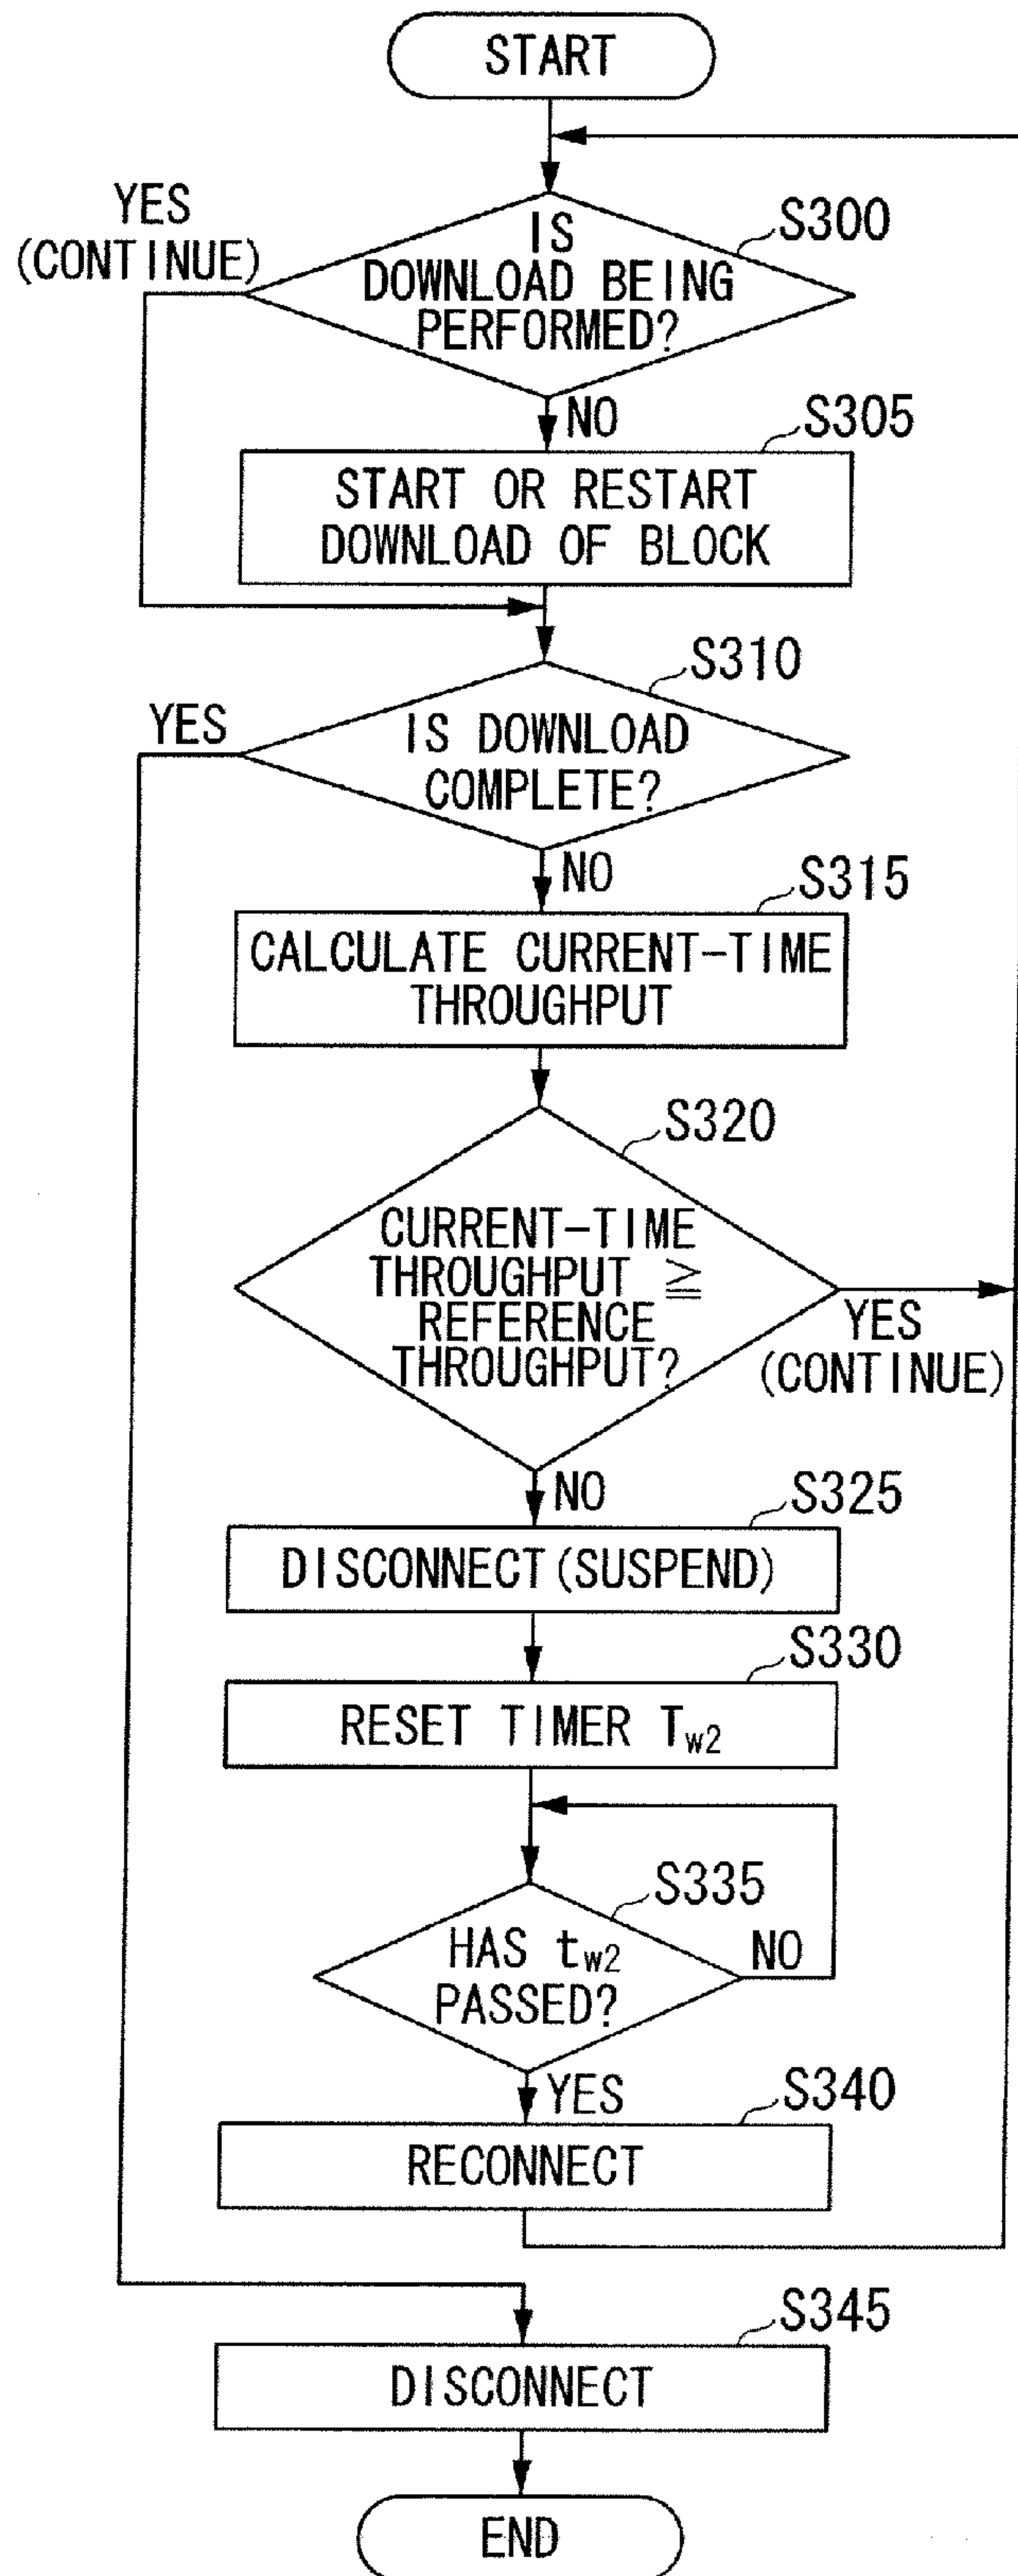 START
YES
(CONTINUE)
S300
IS
DOWNLOAD BEING
PERFORMED?
NO
S305
START OR RESTART
DOWNLOAD OF BLOCK
S310
YES
IS DOWNLOAD
COMPLETE?
NO
S315
CALCULATE CURRENT-TIME
THROUGHPUT
S320
CURRENT-TIME
THROUGHPUT ≧
REFERENCE
THROUGHPUT?
YES
(CONTINUE)
NO
S325
DISCONNECT(SUSPEND)
S330
RESET TIMER Tw2
S335
HAS tw2
PASSED?
NO
YES
S340
RECONNECT
S345
DISCONNECT
END